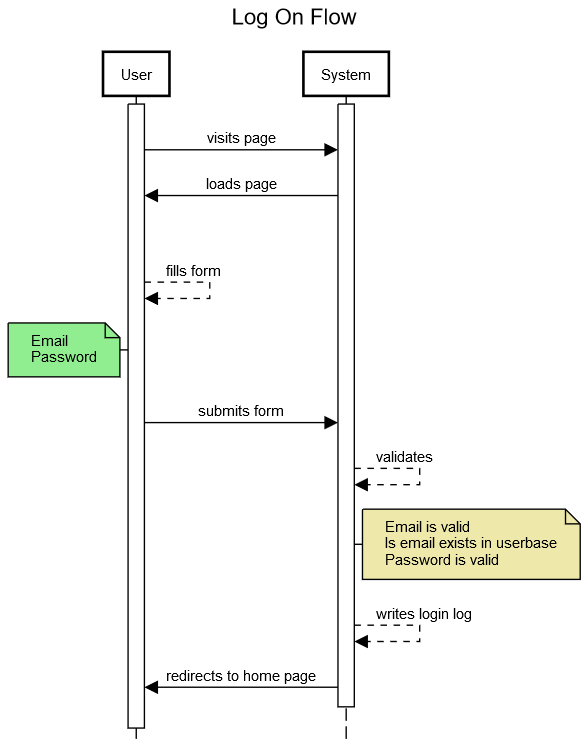 Log On Flow
User
System
visits page
loads page
fills form
Email
Password
submits form
validates
Email is valid
Is email exists in userbase
Password is valid
writes login log
redirects to home page